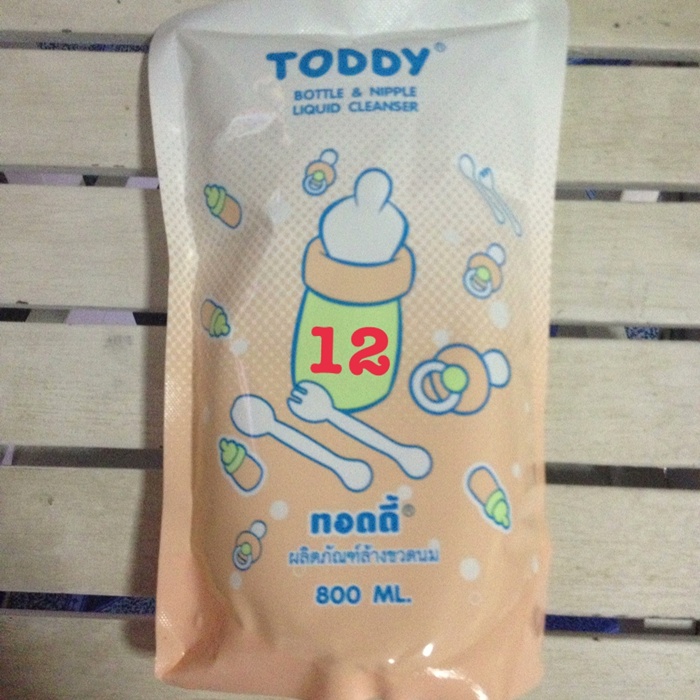 TODDY®
BOTTLE & NIPPLE
LIQUID CLEANSER
12
ทอดดี้®
ผลิตภัณฑ์ล้างขวดนม
800 ML.